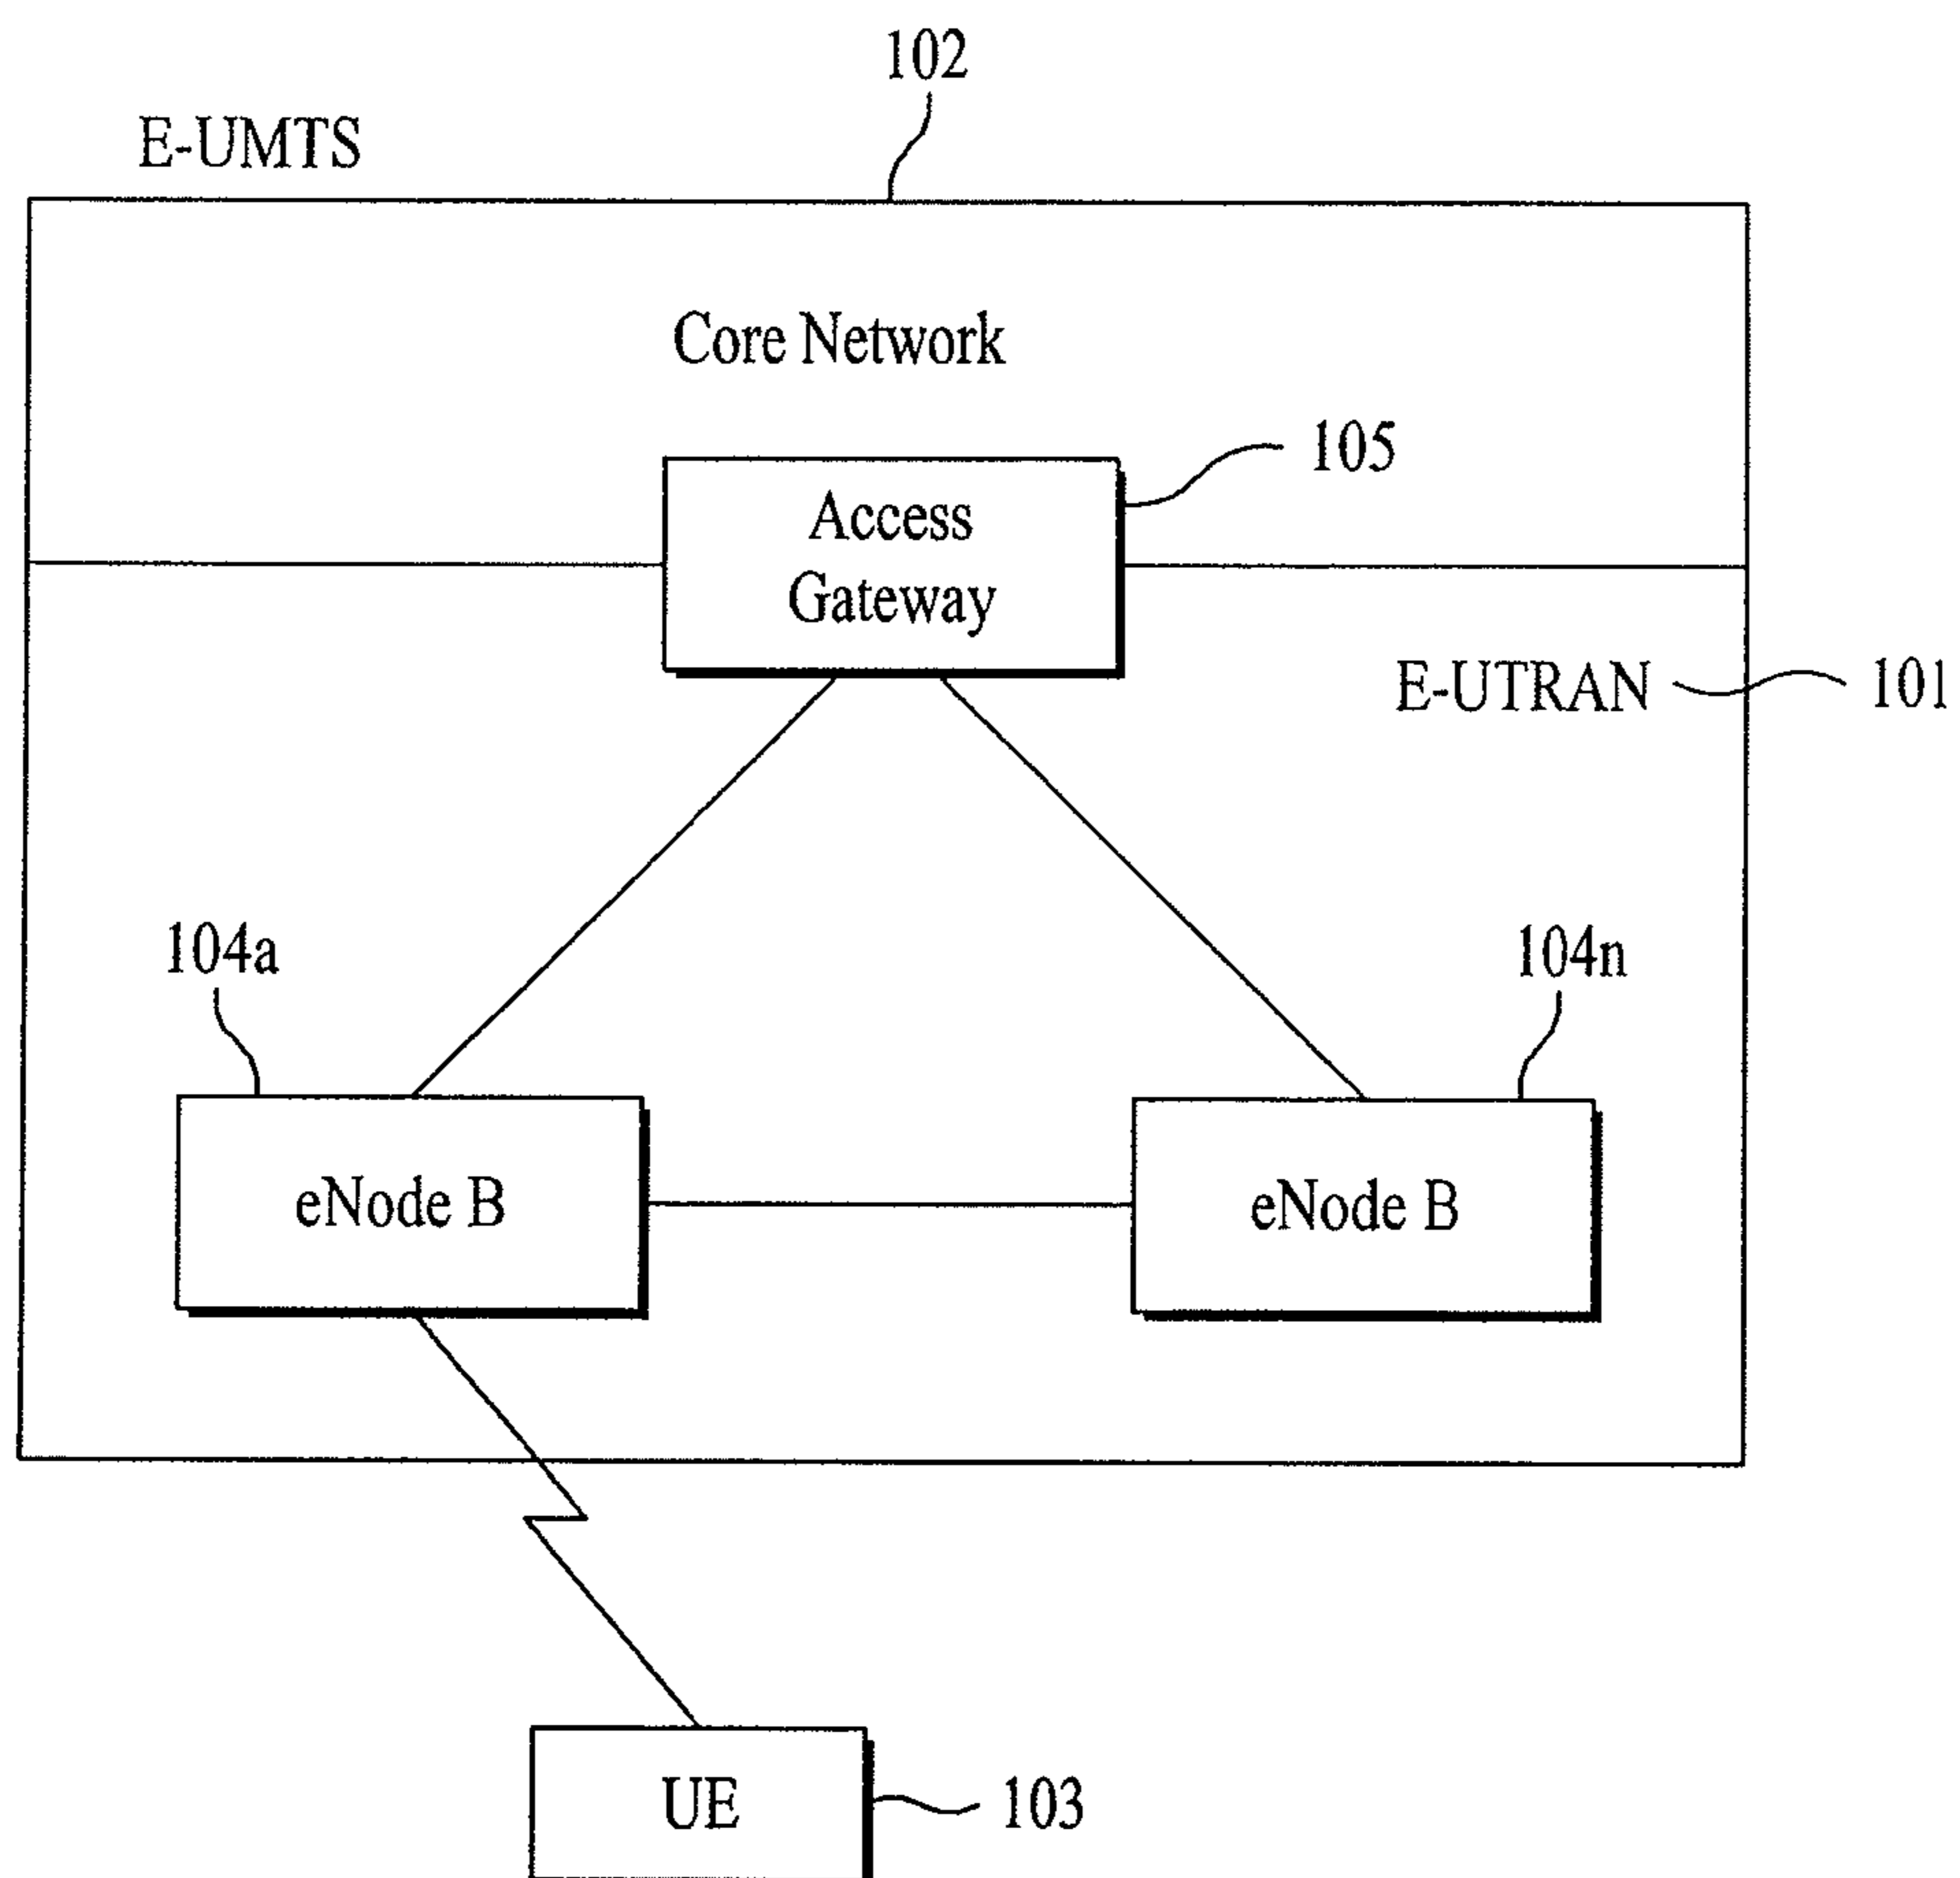 102
E-UMTS
Core Network
105
Access
Gateway
E-UTRAN
101
104a
104n
eNode B
eNode B
UE
103